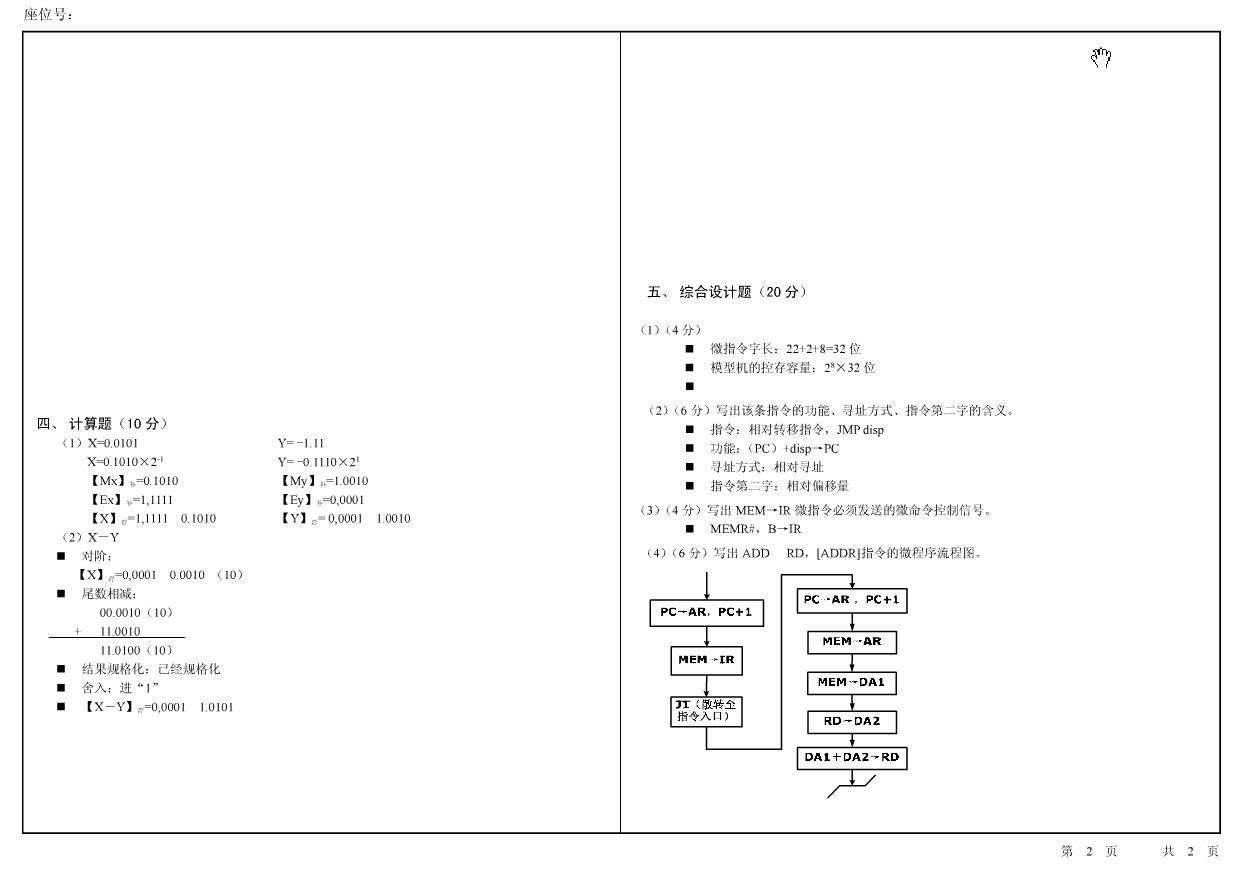 座位号:
四、 计算题（10 分）
（1）X=0.0101 Y= −1.11
X=0.1010×2-1 Y= −0.1110×21
【Mx】补=0.1010 【My】补=1.0010
【Ex】补=1,1111 【Ey】补=0,0001
【X】浮=1,1111 0.1010 【Y】浮= 0,0001 1.0010
（2）X－Y
■ 对阶:
【X】浮=0,0001 0.0010 （10）
■ 尾数相减:
00.0010（10）
+ 11.0010
11.0100（10）
■ 结果规格化: 已经规格化
■ 舍入: 进“1”
■ 【X－Y】浮=0,0001 1.0101
五、 综合设计题（20 分）
（1）（4 分）
■ 微指令字长: 22+2+8=32 位
■ 模型机的控存容量: 28×32 位
■
（2）（6 分）写出该条指令的功能、寻址方式、指令第二字的含义。
■ 指令: 相对转移指令, JMP disp
■ 功能:（PC）+disp→PC
■ 寻址方式: 相对寻址
■ 指令第二字: 相对偏移量
（3）（4 分）写出 MEM→IR 微指令必须发送的微命令控制信号。
■ MEMR#, B→IR
（4）（6 分）写出 ADD RD, [ADDR]指令的微程序流程图。
PC→AR, PC+1
MEM→IR
J1（散转至
指令入口）
PC→AR , PC+1
MEM→AR
MEM→DA1
RD→DA2
DA1+DA2→RD
第 2 页 共 2 页